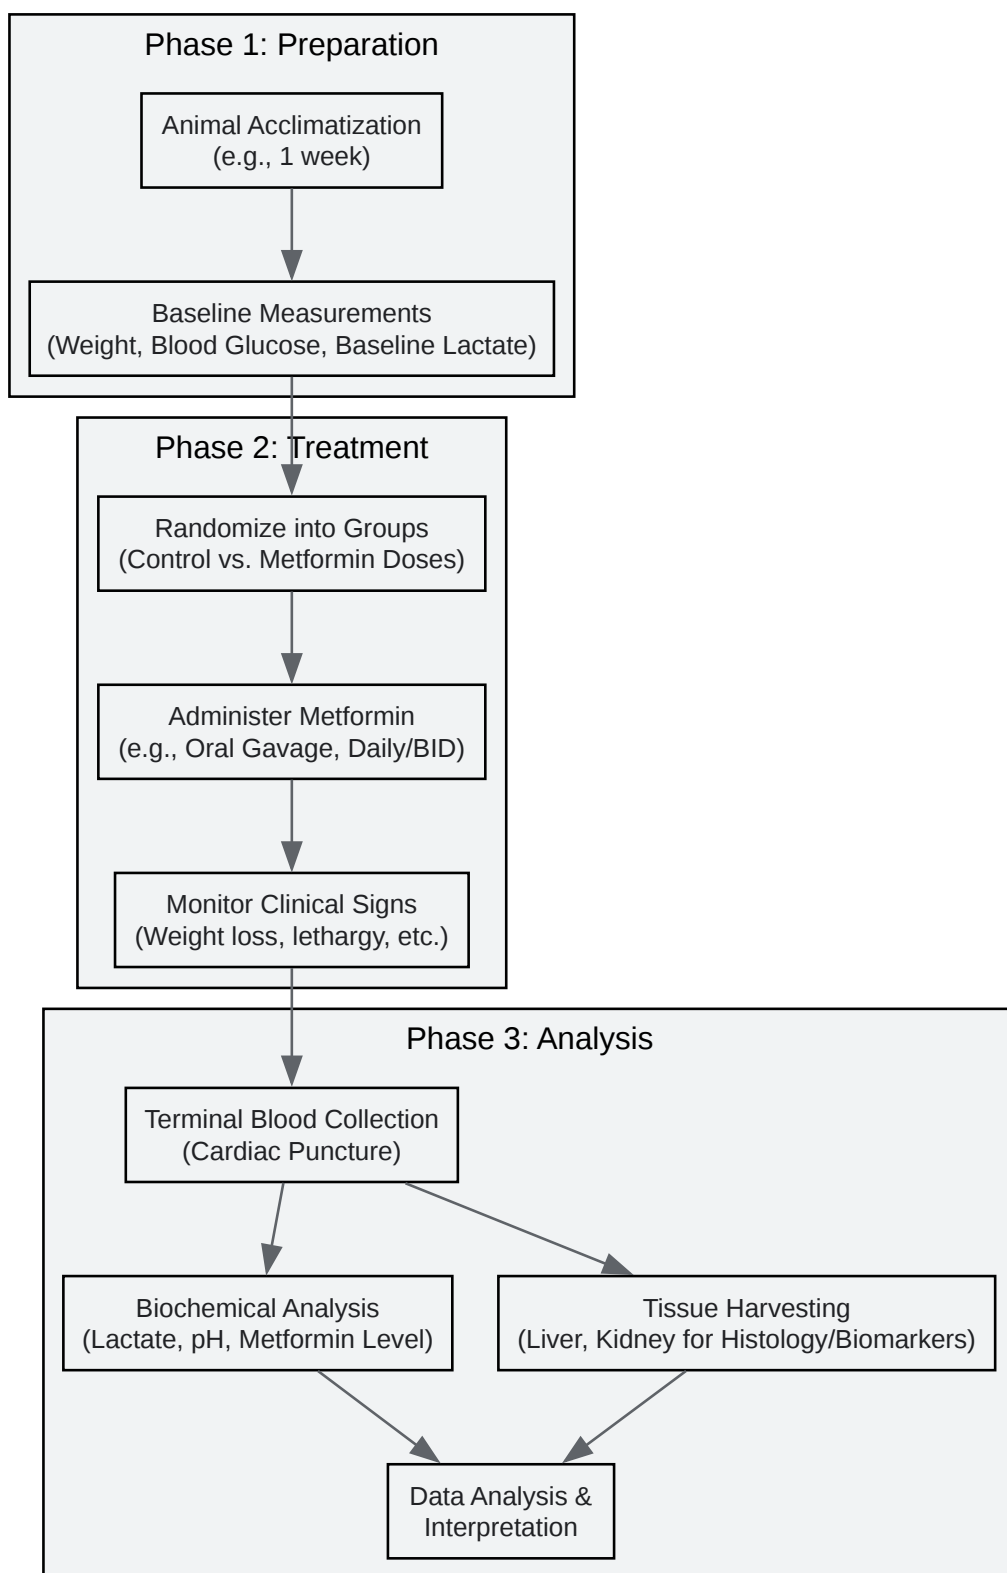 Phase 1: Preparation
Animal Acclimatization
(e.g., 1 week)
Baseline Measurements
(Weight, Blood Glucose, Baseline Lactate)
Phase 2: Treatment
Randomize into Groups
(Control vs. Metformin Doses)
Administer Metformin
(e.g., Oral Gavage, Daily/BID)
Monitor Clinical Signs
(Weight loss, lethargy, etc.)
Phase 3: Analysis
Terminal Blood Collection
(Cardiac Puncture)
Biochemical Analysis
(Lactate, pH, Metformin Level)
Tissue Harvesting
(Liver, Kidney for Histology/Biomarkers)
Data Analysis &
Interpretation